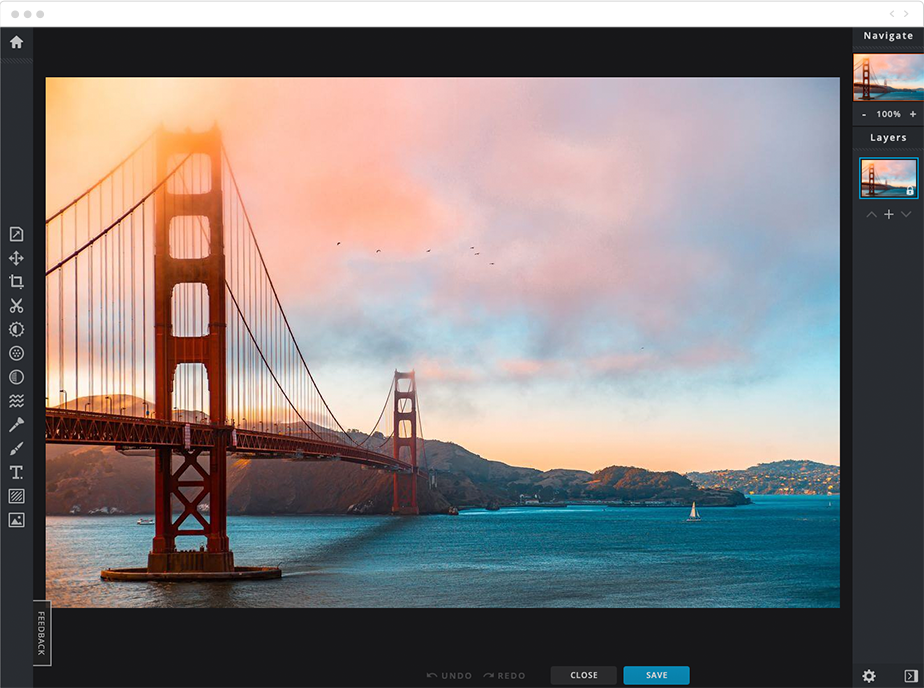 Navigate
- 100% +
Layers
T.
FEEDBACK
UNDO
REDO
CLOSE
SAVE